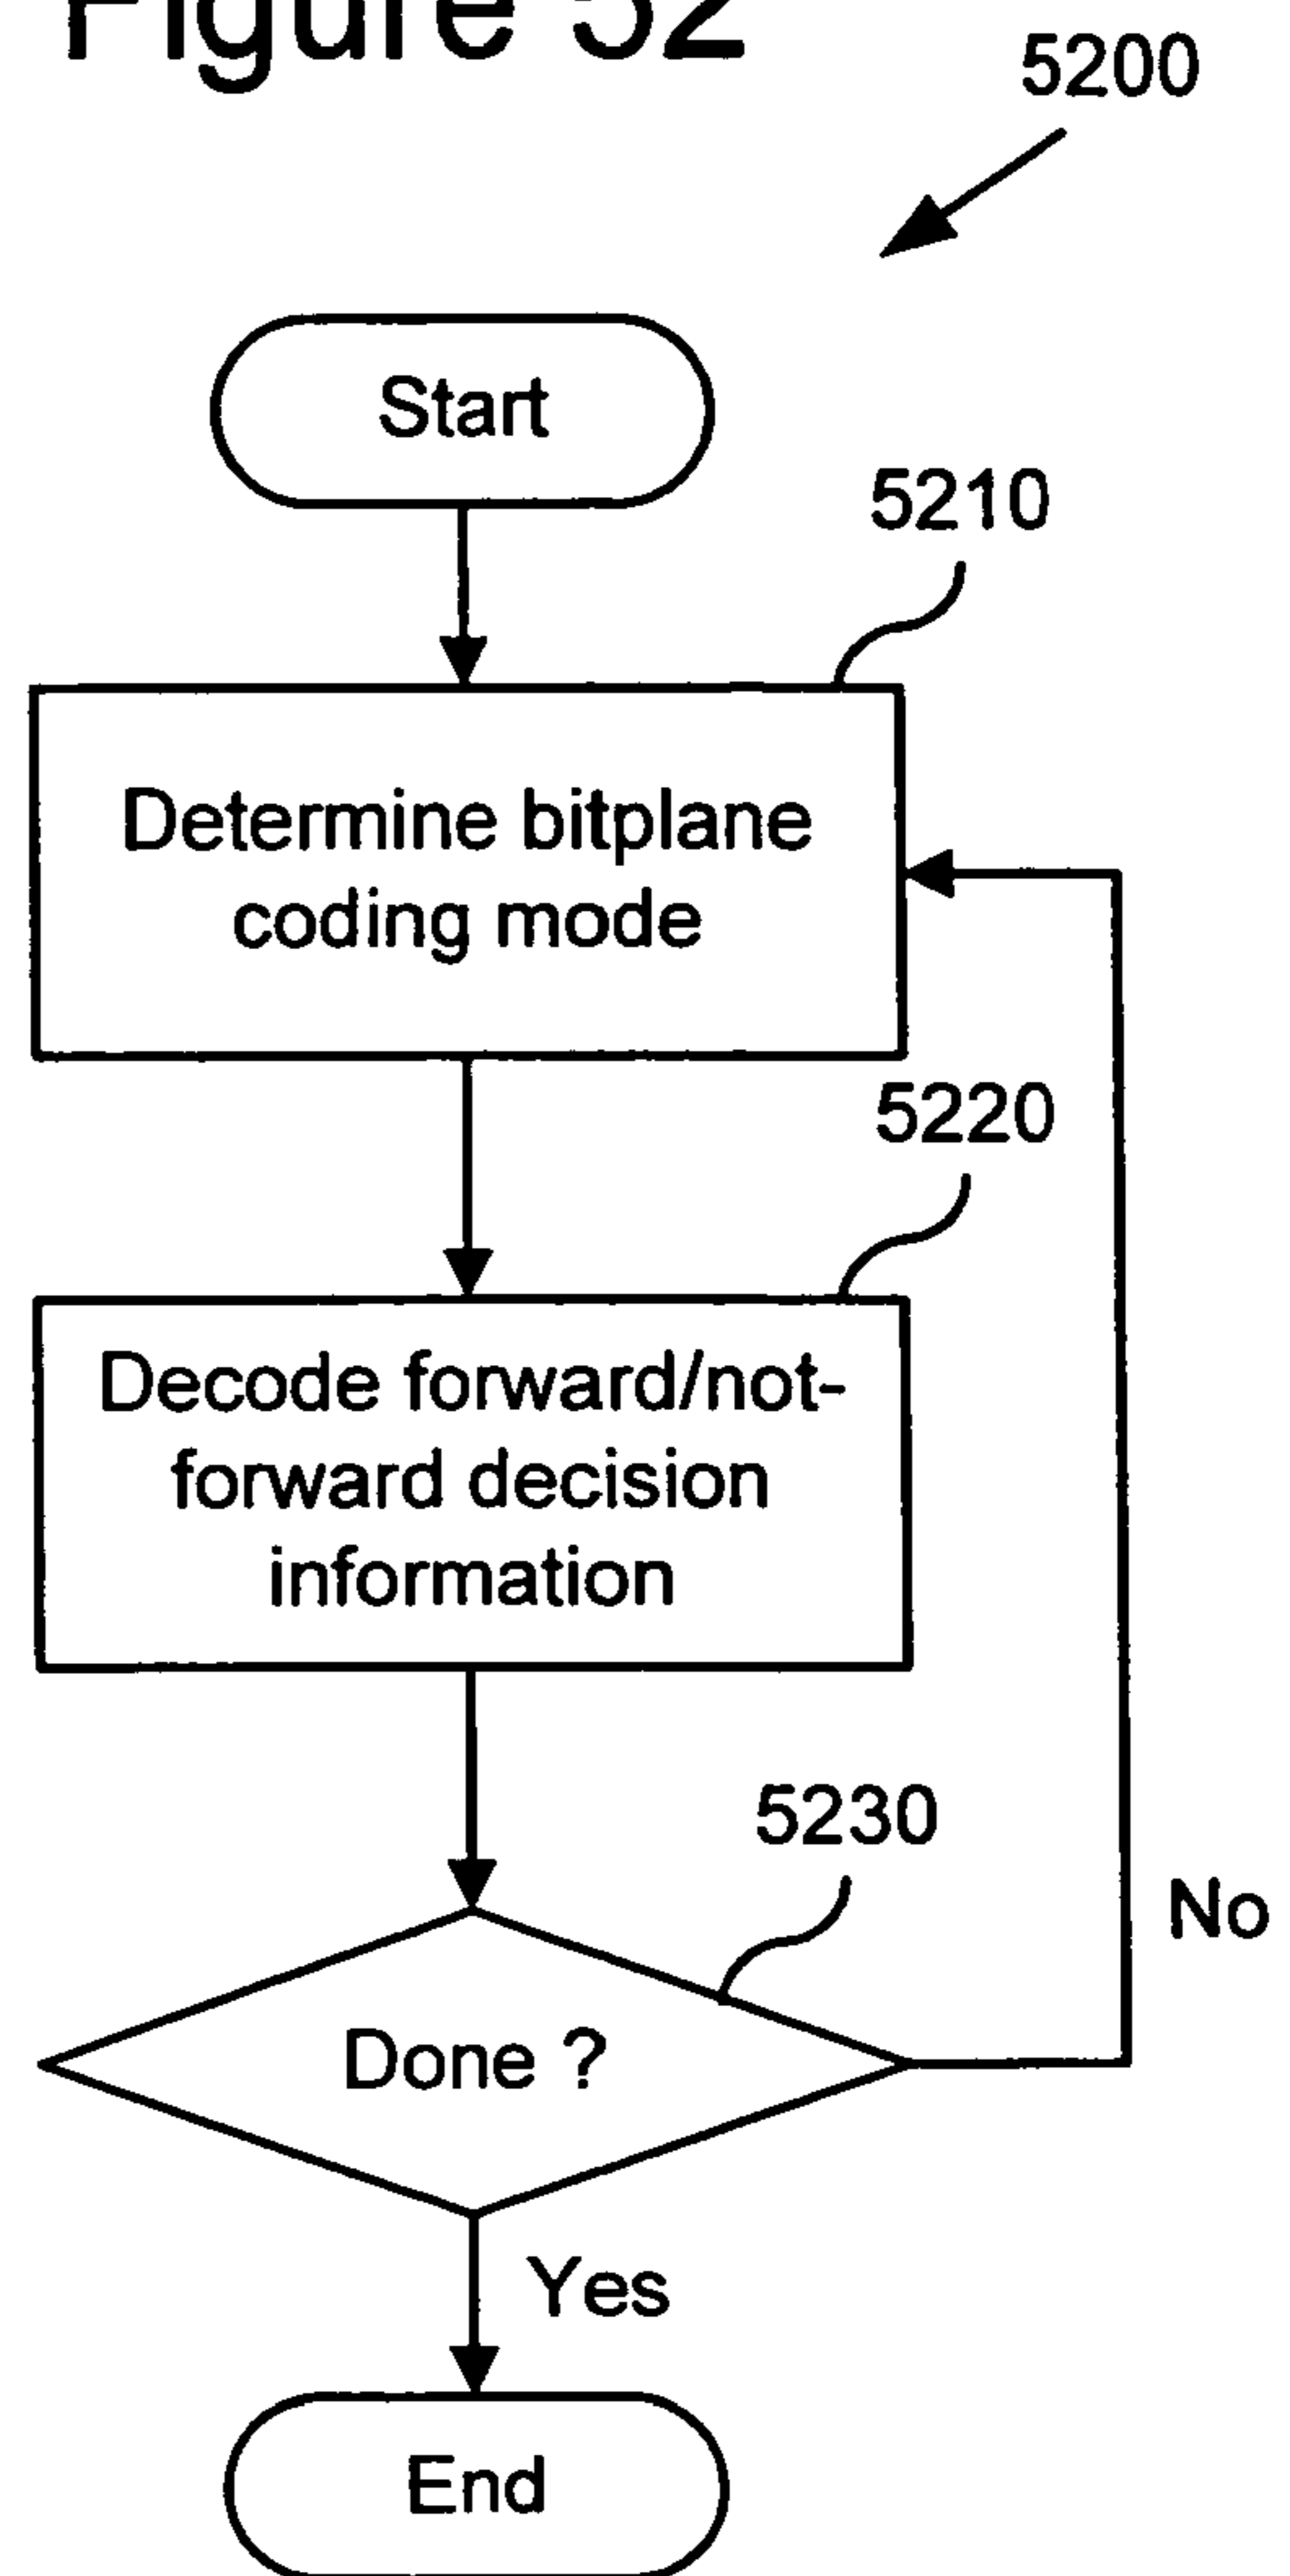 Figure 52
5200
Start
5210
Determine bitplane
coding mode
5220
Decode forward/not-
forward decision
information
5230
Done ?
No
Yes
End